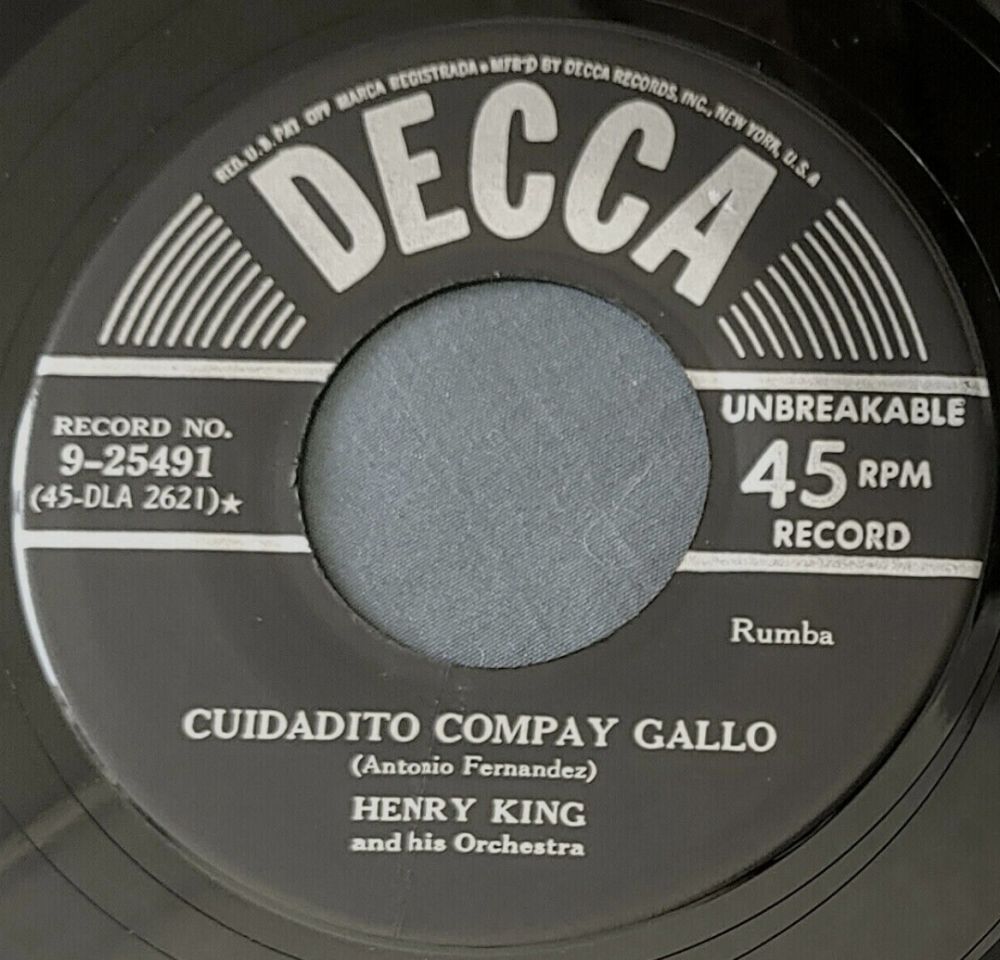 REG. U.S. PAT. OFF. MARCA REGISTRADA • MF'R'D BY DECCA RECORDS, INC., NEW YORK, U.S.A.
DECCA
RECORD NO.
9-25491
(45-DLA 2621)★
UNBREAKABLE
45 RPM
RECORD
Rumba
CUIDADITO COMPAY GALLO
(Antonio Fernandez)
HENRY KING
and his Orchestra